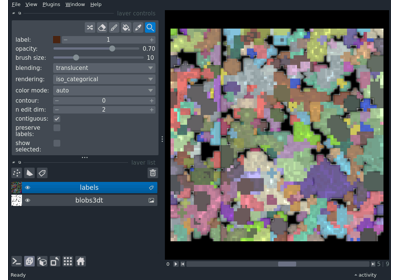 File View Plugins Window Help
layer controls
label: 1
opacity: 0.70
brush size: 10
blending: translucent
rendering: iso_categorical
color mode: auto
contour: 0
n edit dim: 2
contiguous:
preserve
labels:
show
selected:
layer list
labels
blobs3dt
Ready
activity